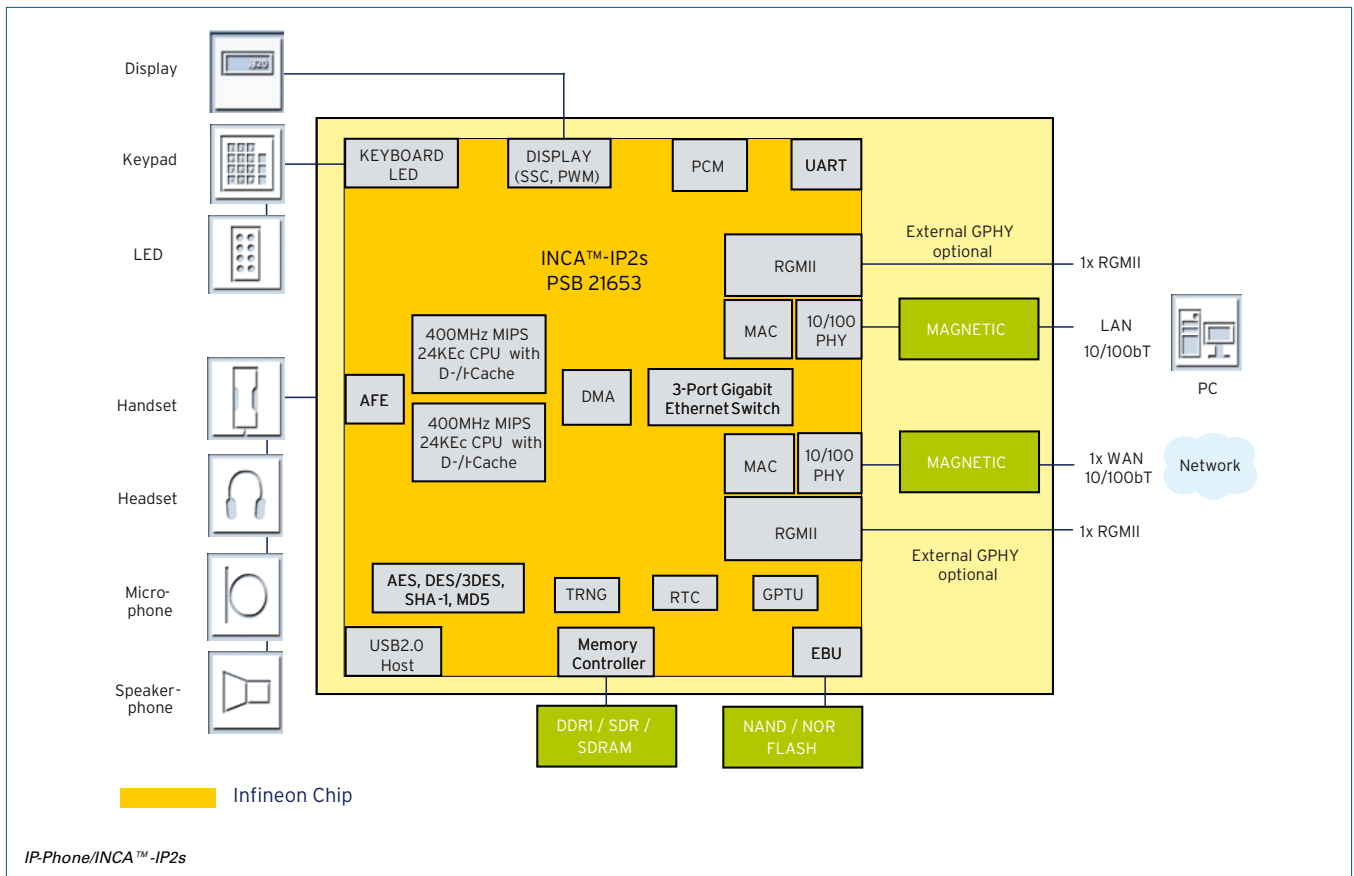 Display
Keypad
LED
Handset
Headset
Micro-
phone
Speaker-
phone
KEYBOARD
LED
DISPLAY
(SSC, PWM)
PCM
UART
INCA™-IP2s
PSB 21653
RGMII
External GPHY
optional
1x RGMII
MAC
10/100
PHY
MAGNETIC
LAN
10/100bT
PC
400MHz MIPS
24KEc CPU with
D-/I-Cache
AFE
DMA
3-Port Gigabit
Ethernet Switch
400MHz MIPS
24KEc CPU with
D-/I-Cache
MAC
10/100
PHY
MAGNETIC
1x WAN
10/100bT
Network
RGMII
1x RGMII
External GPHY
optional
AES, DES/3DES,
SHA-1, MD5
TRNG
RTC
GPTU
USB2.0
Host
Memory
Controller
EBU
DDR1 / SDR /
SDRAM
NAND / NOR
FLASH
Infineon Chip
IP-Phone/INCA™-IP2s